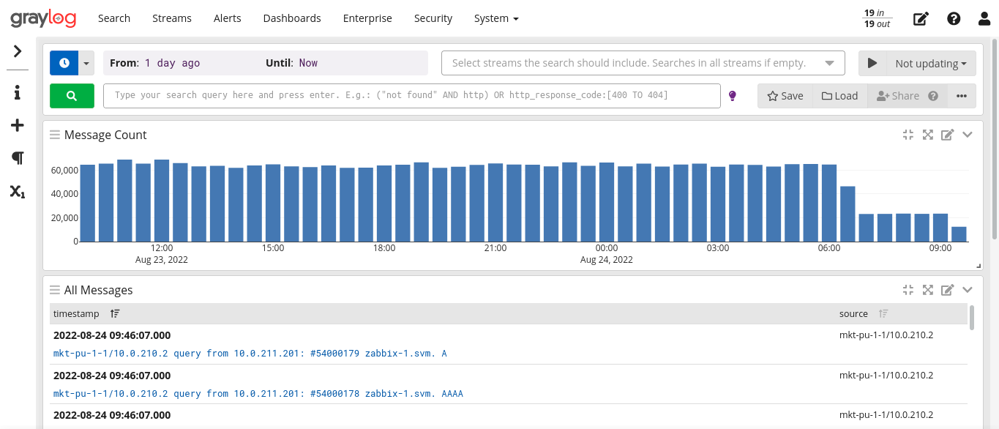 graylog Search Streams Alerts Dashboards Enterprise Security System 19 in
19 out
From: 1 day ago Until: Now Select streams the search should include. Searches in all streams if empty. Not updating
Type your search query here and press enter. E.g.: ("not found" AND http) OR http_response_code:[400 TO 404] Save Load Share
Message Count
60,000
40,000
20,000
0
12:00 15:00 18:00 21:00 00:00 03:00 06:00 09:00
Aug 23, 2022 Aug 24, 2022
All Messages
timestamp source
2022-08-24 09:46:07.000 mkt-pu-1-1/10.0.210.2
mkt-pu-1-1/10.0.210.2 query from 10.0.211.201: #54000179 zabbix-1.svm. A
2022-08-24 09:46:07.000 mkt-pu-1-1/10.0.210.2
mkt-pu-1-1/10.0.210.2 query from 10.0.211.201: #54000178 zabbix-1.svm. AAAA
2022-08-24 09:46:07.000 mkt-pu-1-1/10.0.210.2